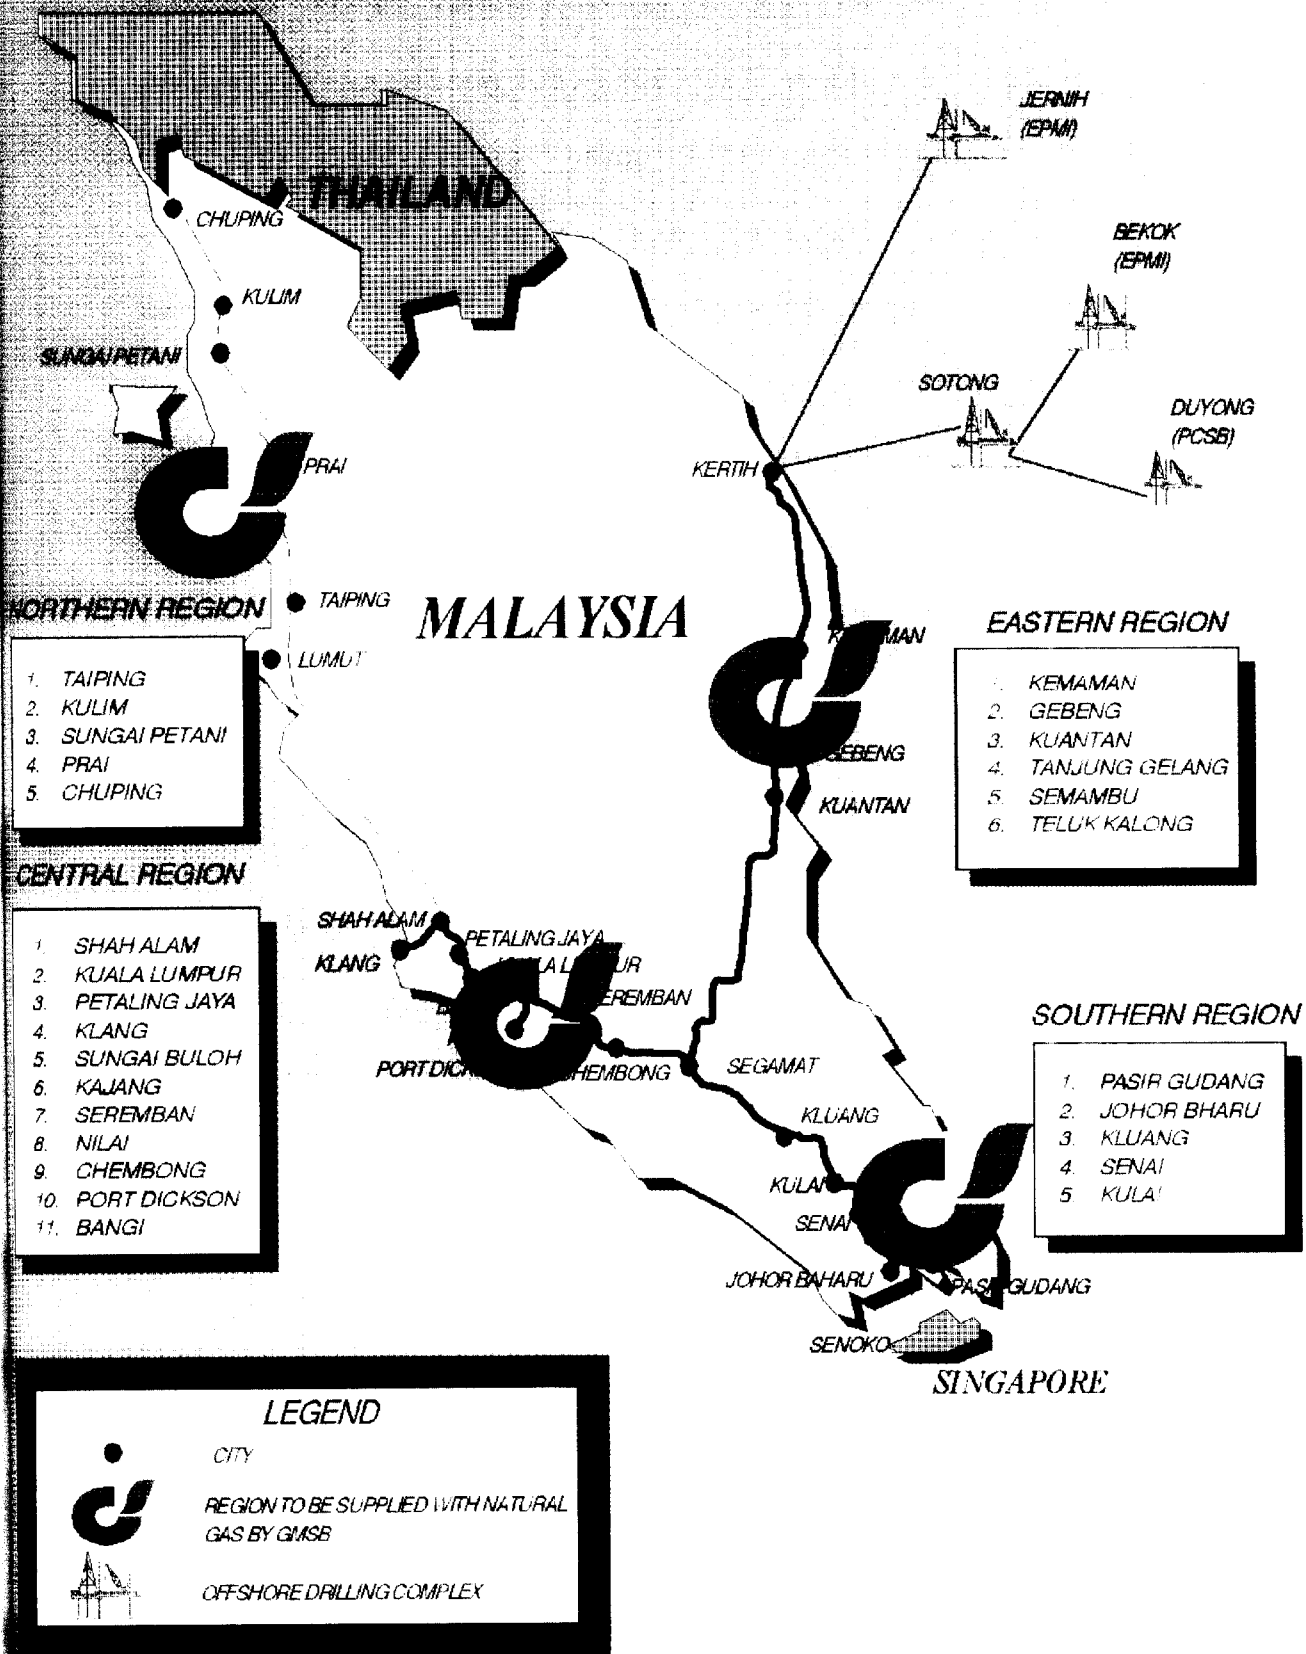 JERNIH
(EPMI)
THAILAND
CHUPING
BEKOK
(EPMI)
KULIM
SUNGAI PETANI
SOTONG
DUYONG
(PCSB)
PRAI
KERTIH
TAIPING
MALAYSIA
LUMUT
GEBENG
KUANTAN
NORTHERN REGION
1. TAIPING
2. KULIM
3. SUNGAI PETANI
4. PRAI
5. CHUPING
EASTERN REGION
1. KEMAMAN
2. GEBENG
3. KUANTAN
4. TANJUNG GELANG
5. SEMAMBU
6. TELUK KALONG
CENTRAL REGION
1. SHAH ALAM
2. KUALA LUMPUR
3. PETALING JAYA
4. KLANG
5. SUNGAI BULOH
6. KAJANG
7. SEREMBAN
8. NILAI
9. CHEMBONG
10. PORT DICKSON
11. BANGI
SHAH ALAM
PETALING JAYA
KLANG
SEGAMAT
KLUANG
KULAI
SENAI
JOHOR BAHARU
PASIR GUDANG
SENOKO
SINGAPORE
SOUTHERN REGION
1. PASIR GUDANG
2. JOHOR BHARU
3. KLUANG
4. SENAI
5. KULAI
LEGEND
CITY
REGION TO BE SUPPLIED WITH NATURAL
GAS BY GMSB
OFFSHORE DRILLING COMPLEX